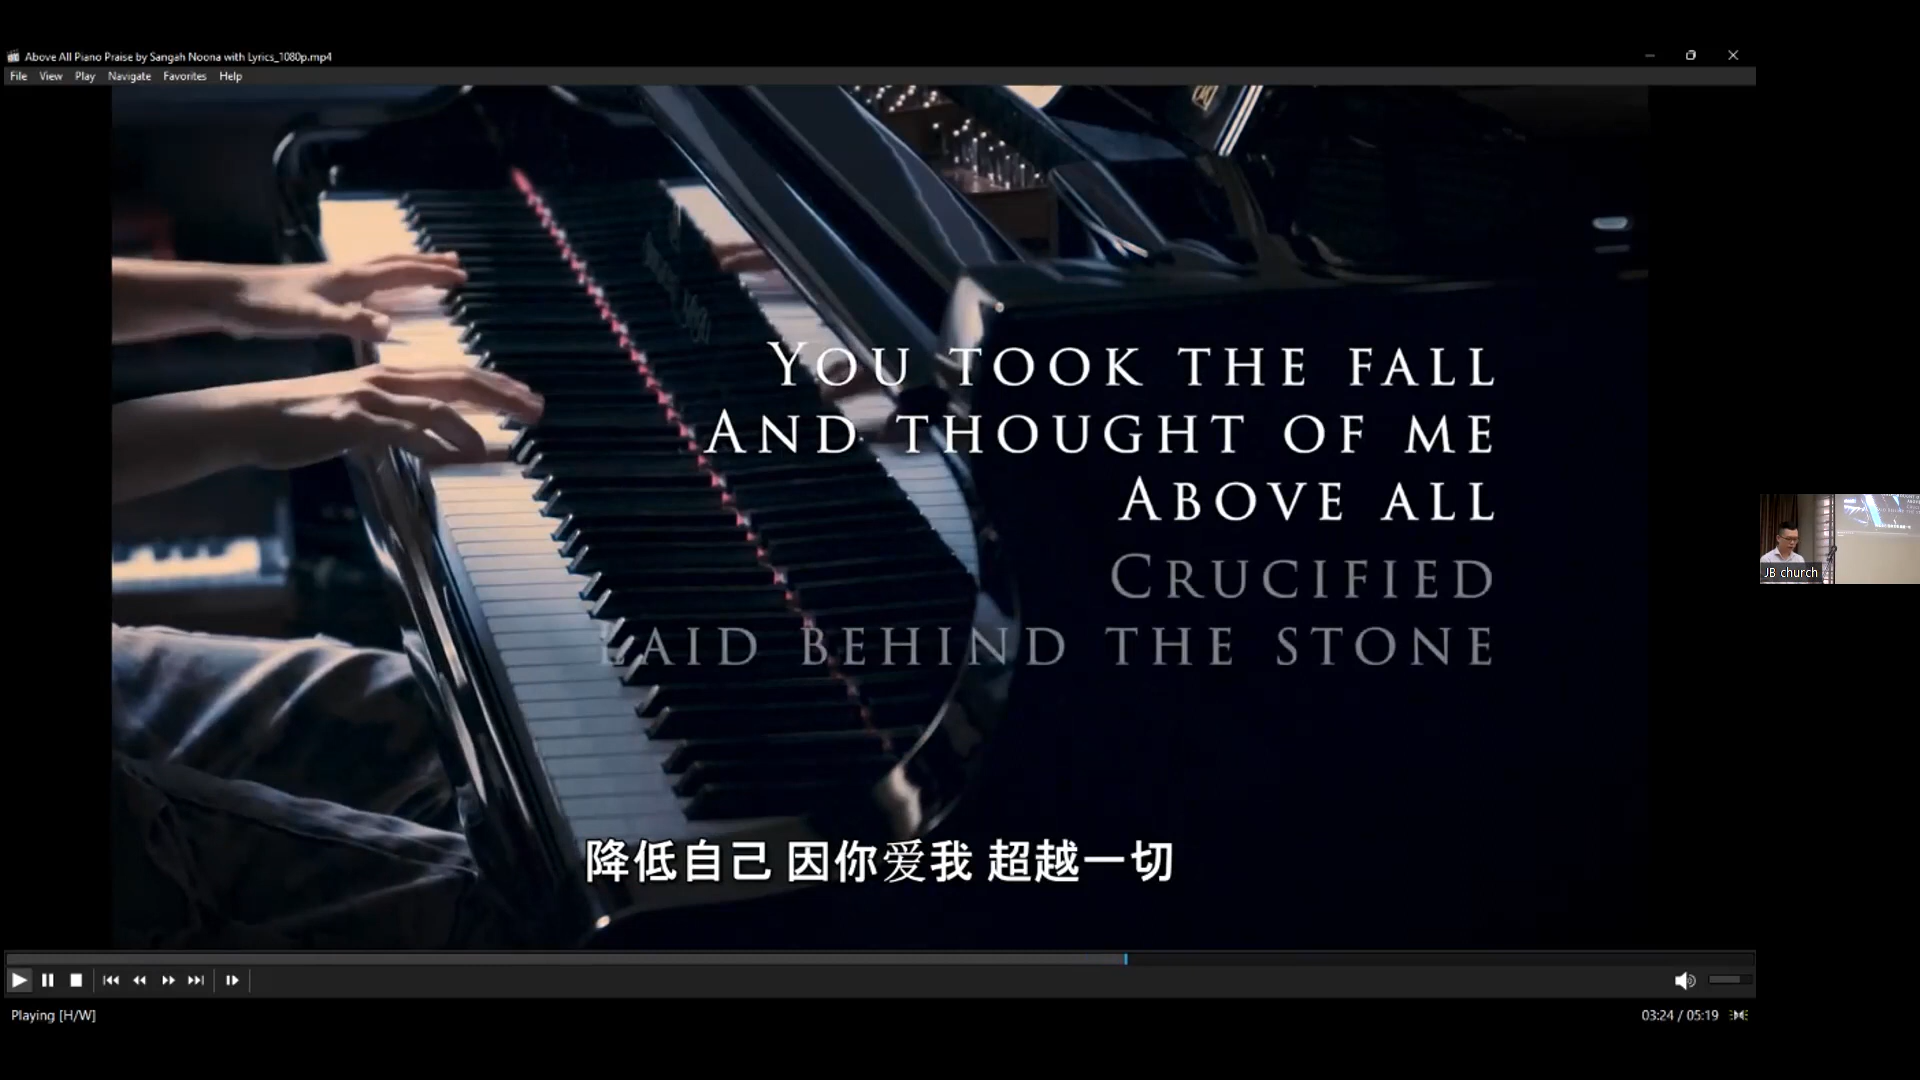 Above All Piano Praise by Sangah Noona with Lyrics_1080p.mp4
File View Play Navigate Favorites Help
YOU TOOK THE FALL
AND THOUGHT OF ME
ABOVE ALL
CRUCIFIED
LAID BEHIND THE STONE
降低自己 因你爱我 超越一切
JB church
Playing [H/W]
03:24 / 05:19